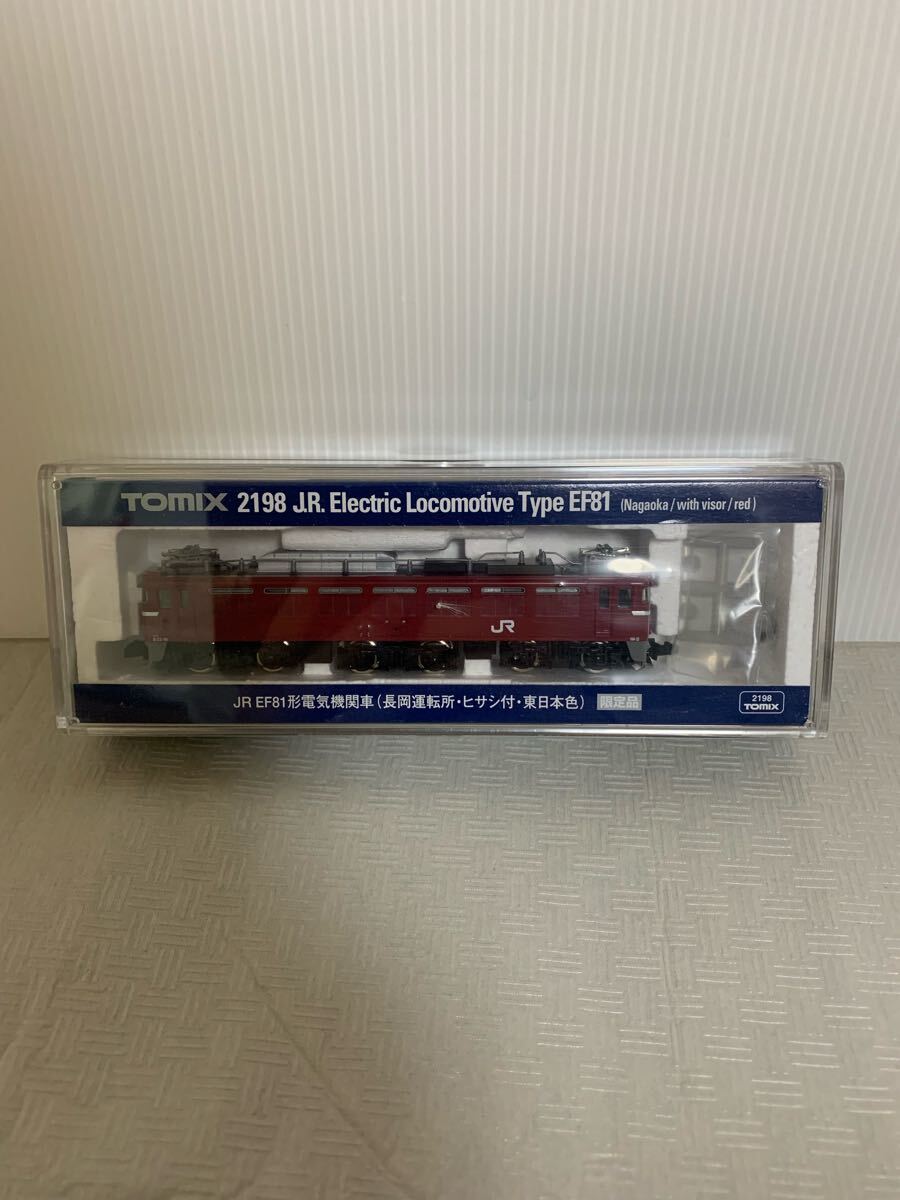 TOMIX 2198 J.R. Electric Locomotive Type EF81 (Nagaoka / with visor / red)
JR
JR EF81形電気機関車(長岡運転所・ヒサシ付・東日本色) 限定品
2198
TOMIX